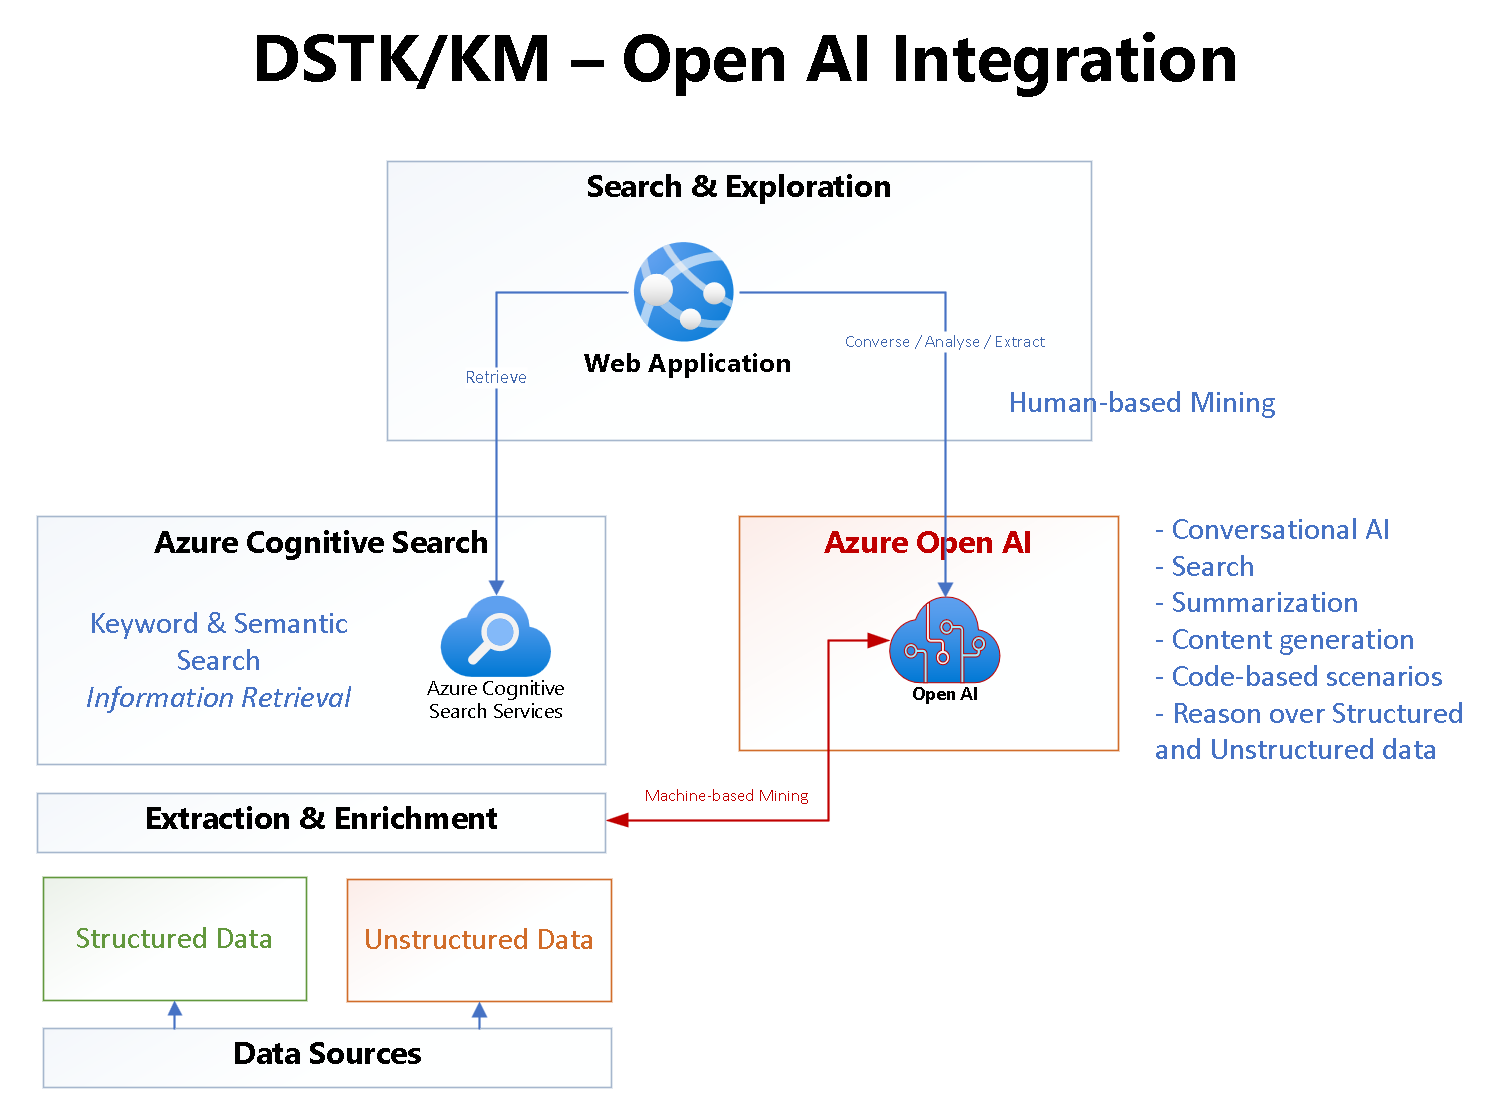 DSTK/KM – Open AI Integration
Search & Exploration
Web Application
Retrieve
Converse / Analyse / Extract
Human-based Mining
Azure Cognitive Search
Keyword & Semantic
Search
Information Retrieval
Azure Cognitive
Search Services
Azure Open AI
Open AI
- Conversational AI
- Search
- Summarization
- Content generation
- Code-based scenarios
- Reason over Structured
and Unstructured data
Machine-based Mining
Extraction & Enrichment
Structured Data
Unstructured Data
Data Sources